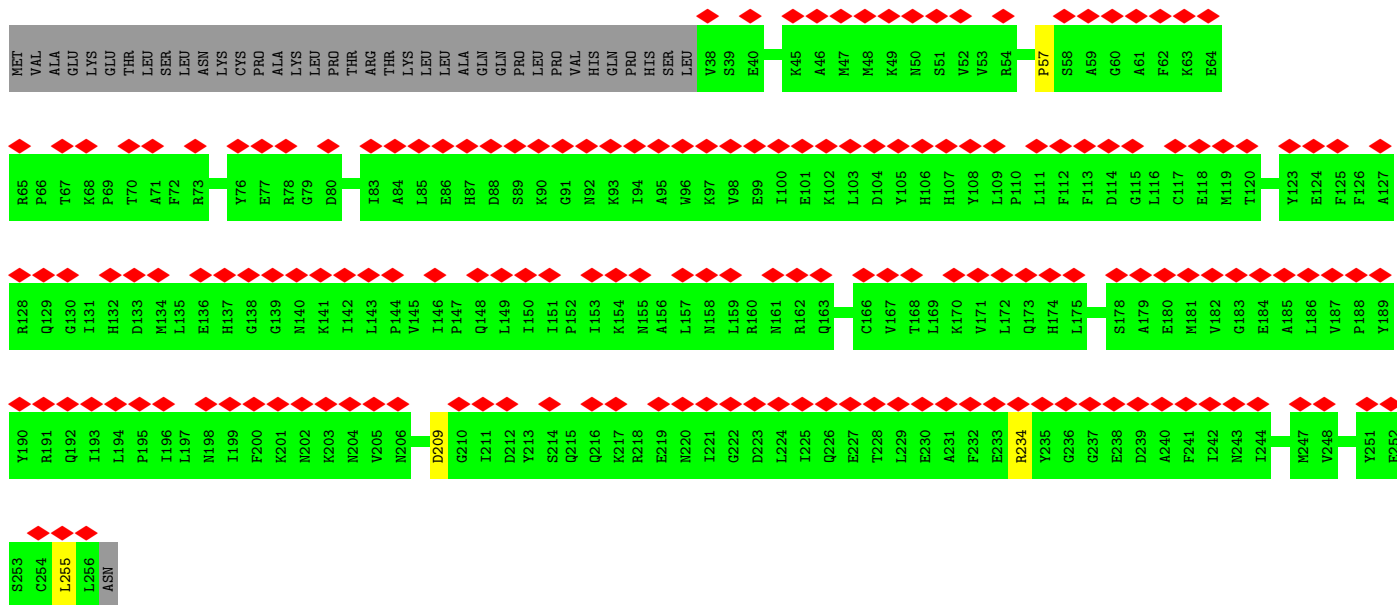 MET VAL ALA GLU LYS GLU THR LEU SER LEU ASN LYS CYS PRO ALA LYS LEU PRO THR ARG THR LYS LEU LEU ALA GLN GLN PRO LEU PRO VAL HIS GLN PRO HIS SER LEU V38 S39 E40 K45 A46 M47 M48 K49 N50 S51 V52 V53 R54 P57 S58 A59 G60 A61 F62 K63 E64
R65 P66 T67 K68 P69 T70 A71 F72 R73 Y76 E77 R78 G79 D80 I83 A84 L85 E86 H87 D88 S89 K90 G91 N92 K93 I94 A95 W96 K97 V98 E99 I100 E101 K102 L103 D104 Y105 H106 H107 Y108 L109 P110 L111 F112 F113 D114 G115 L116 C117 E118 M119 T120 Y123 E124 F125 F126 A127
R128 Q129 G130 I131 H132 D133 M134 L135 E136 H137 G138 G139 N140 K141 I142 L143 P144 V145 I146 P147 Q148 L149 I150 I151 P152 I153 K154 N155 A156 L157 N158 L159 R160 N161 R162 Q163 C166 V167 T168 L169 K170 V171 L172 Q173 H174 L175 S178 A179 E180 M181 V182 G183 E184 A185 L186 V187 P188 Y189
Y190 R191 Q192 I193 L194 P195 I196 L197 N198 I199 F200 K201 N202 K203 N204 V205 N206 D209 G210 I211 D212 Y213 S214 Q215 Q216 K217 R218 E219 N220 I221 G222 D223 L224 I225 Q226 E227 T228 L229 E230 A231 F232 E233 R234 Y235 G236 G237 E238 D239 A240 F241 I242 N243 I244 M247 V248 Y251 E252
S253 C254 L255 L256 ASN